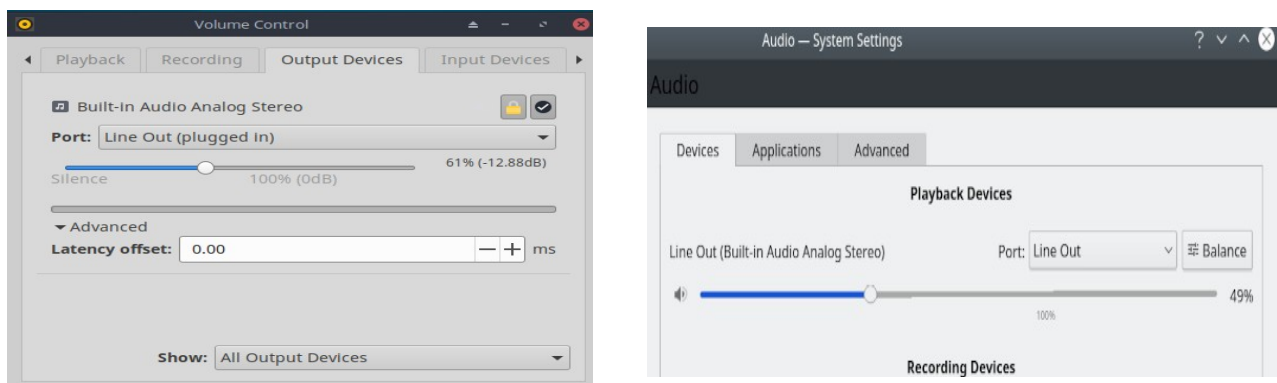 Volume Control
Playback Recording Output Devices Input Devices
Built-in Audio Analog Stereo
Port: Line Out (plugged in)
61% (-12.88dB)
Silence 100% (0dB)
Advanced
Latency offset: 0.00 ms
Show: All Output Devices
Audio — System Settings
Audio
Devices Applications Advanced
Playback Devices
Line Out (Built-in Audio Analog Stereo) Port: Line Out Balance
49%
100%
Recording Devices